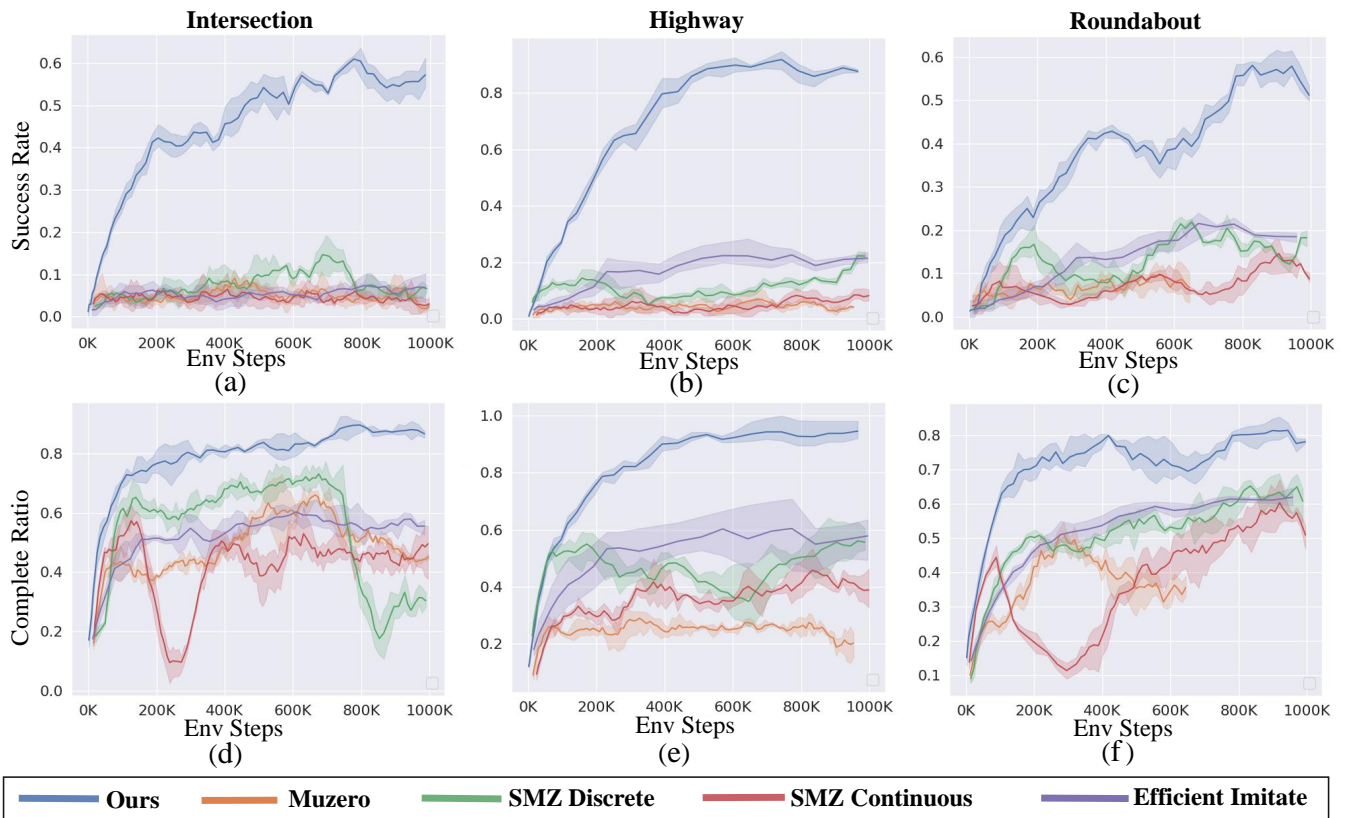 Intersection Highway Roundabout
Success Rate
0.6
0.5
0.4
0.3
0.2
0.1
0.0
0K 200K 400K 600K 800K 1000K
Env Steps
(a)
0.8
0.6
0.4
0.2
0.0
0K 200K 400K 600K 800K 1000K
Env Steps
(b)
0.6
0.5
0.4
0.3
0.2
0.1
0.0
0K 200K 400K 600K 800K 1000K
Env Steps
(c)
Complete Ratio
0.8
0.6
0.4
0.2
0.0
0K 200K 400K 600K 800K 1000K
Env Steps
(d)
1.0
0.8
0.6
0.4
0.2
0K 200K 400K 600K 800K 1000K
Env Steps
(e)
0.8
0.7
0.6
0.5
0.4
0.3
0.2
0.1
0K 200K 400K 600K 800K 1000K
Env Steps
(f)
Ours Muzero SMZ Discrete SMZ Continuous Efficient Imitate